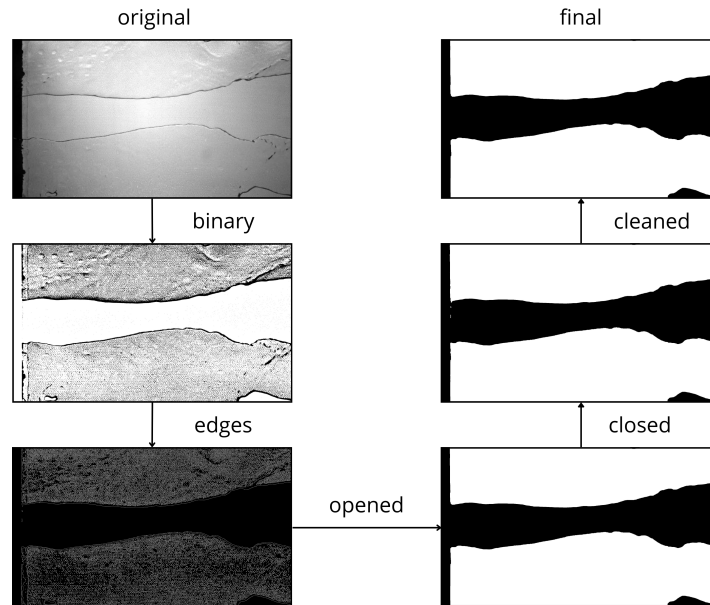 original
final
binary
cleaned
edges
closed
opened